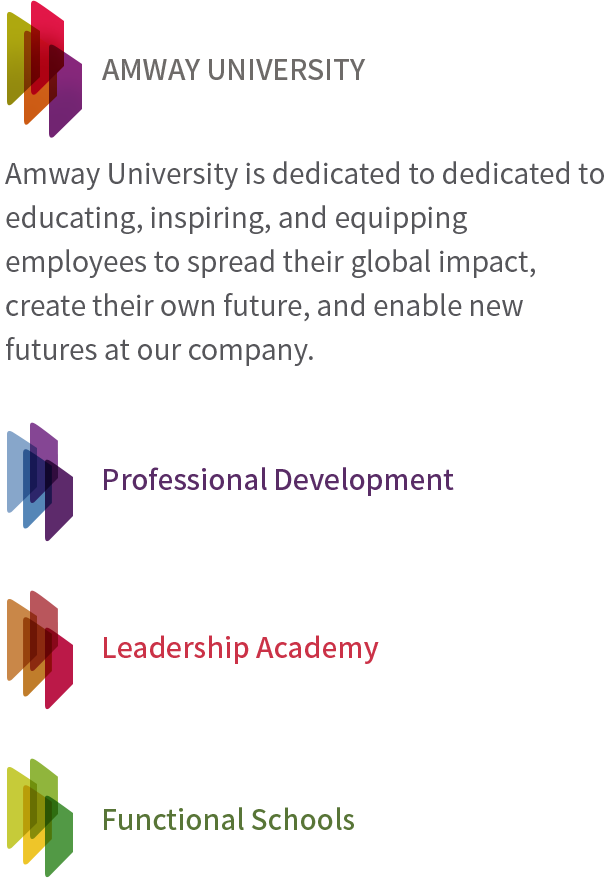 AMWAY UNIVERSITY
Amway University is dedicated to dedicated to
educating, inspiring, and equipping
employees to spread their global impact,
create their own future, and enable new
futures at our company.
Professional Development
Leadership Academy
Functional Schools